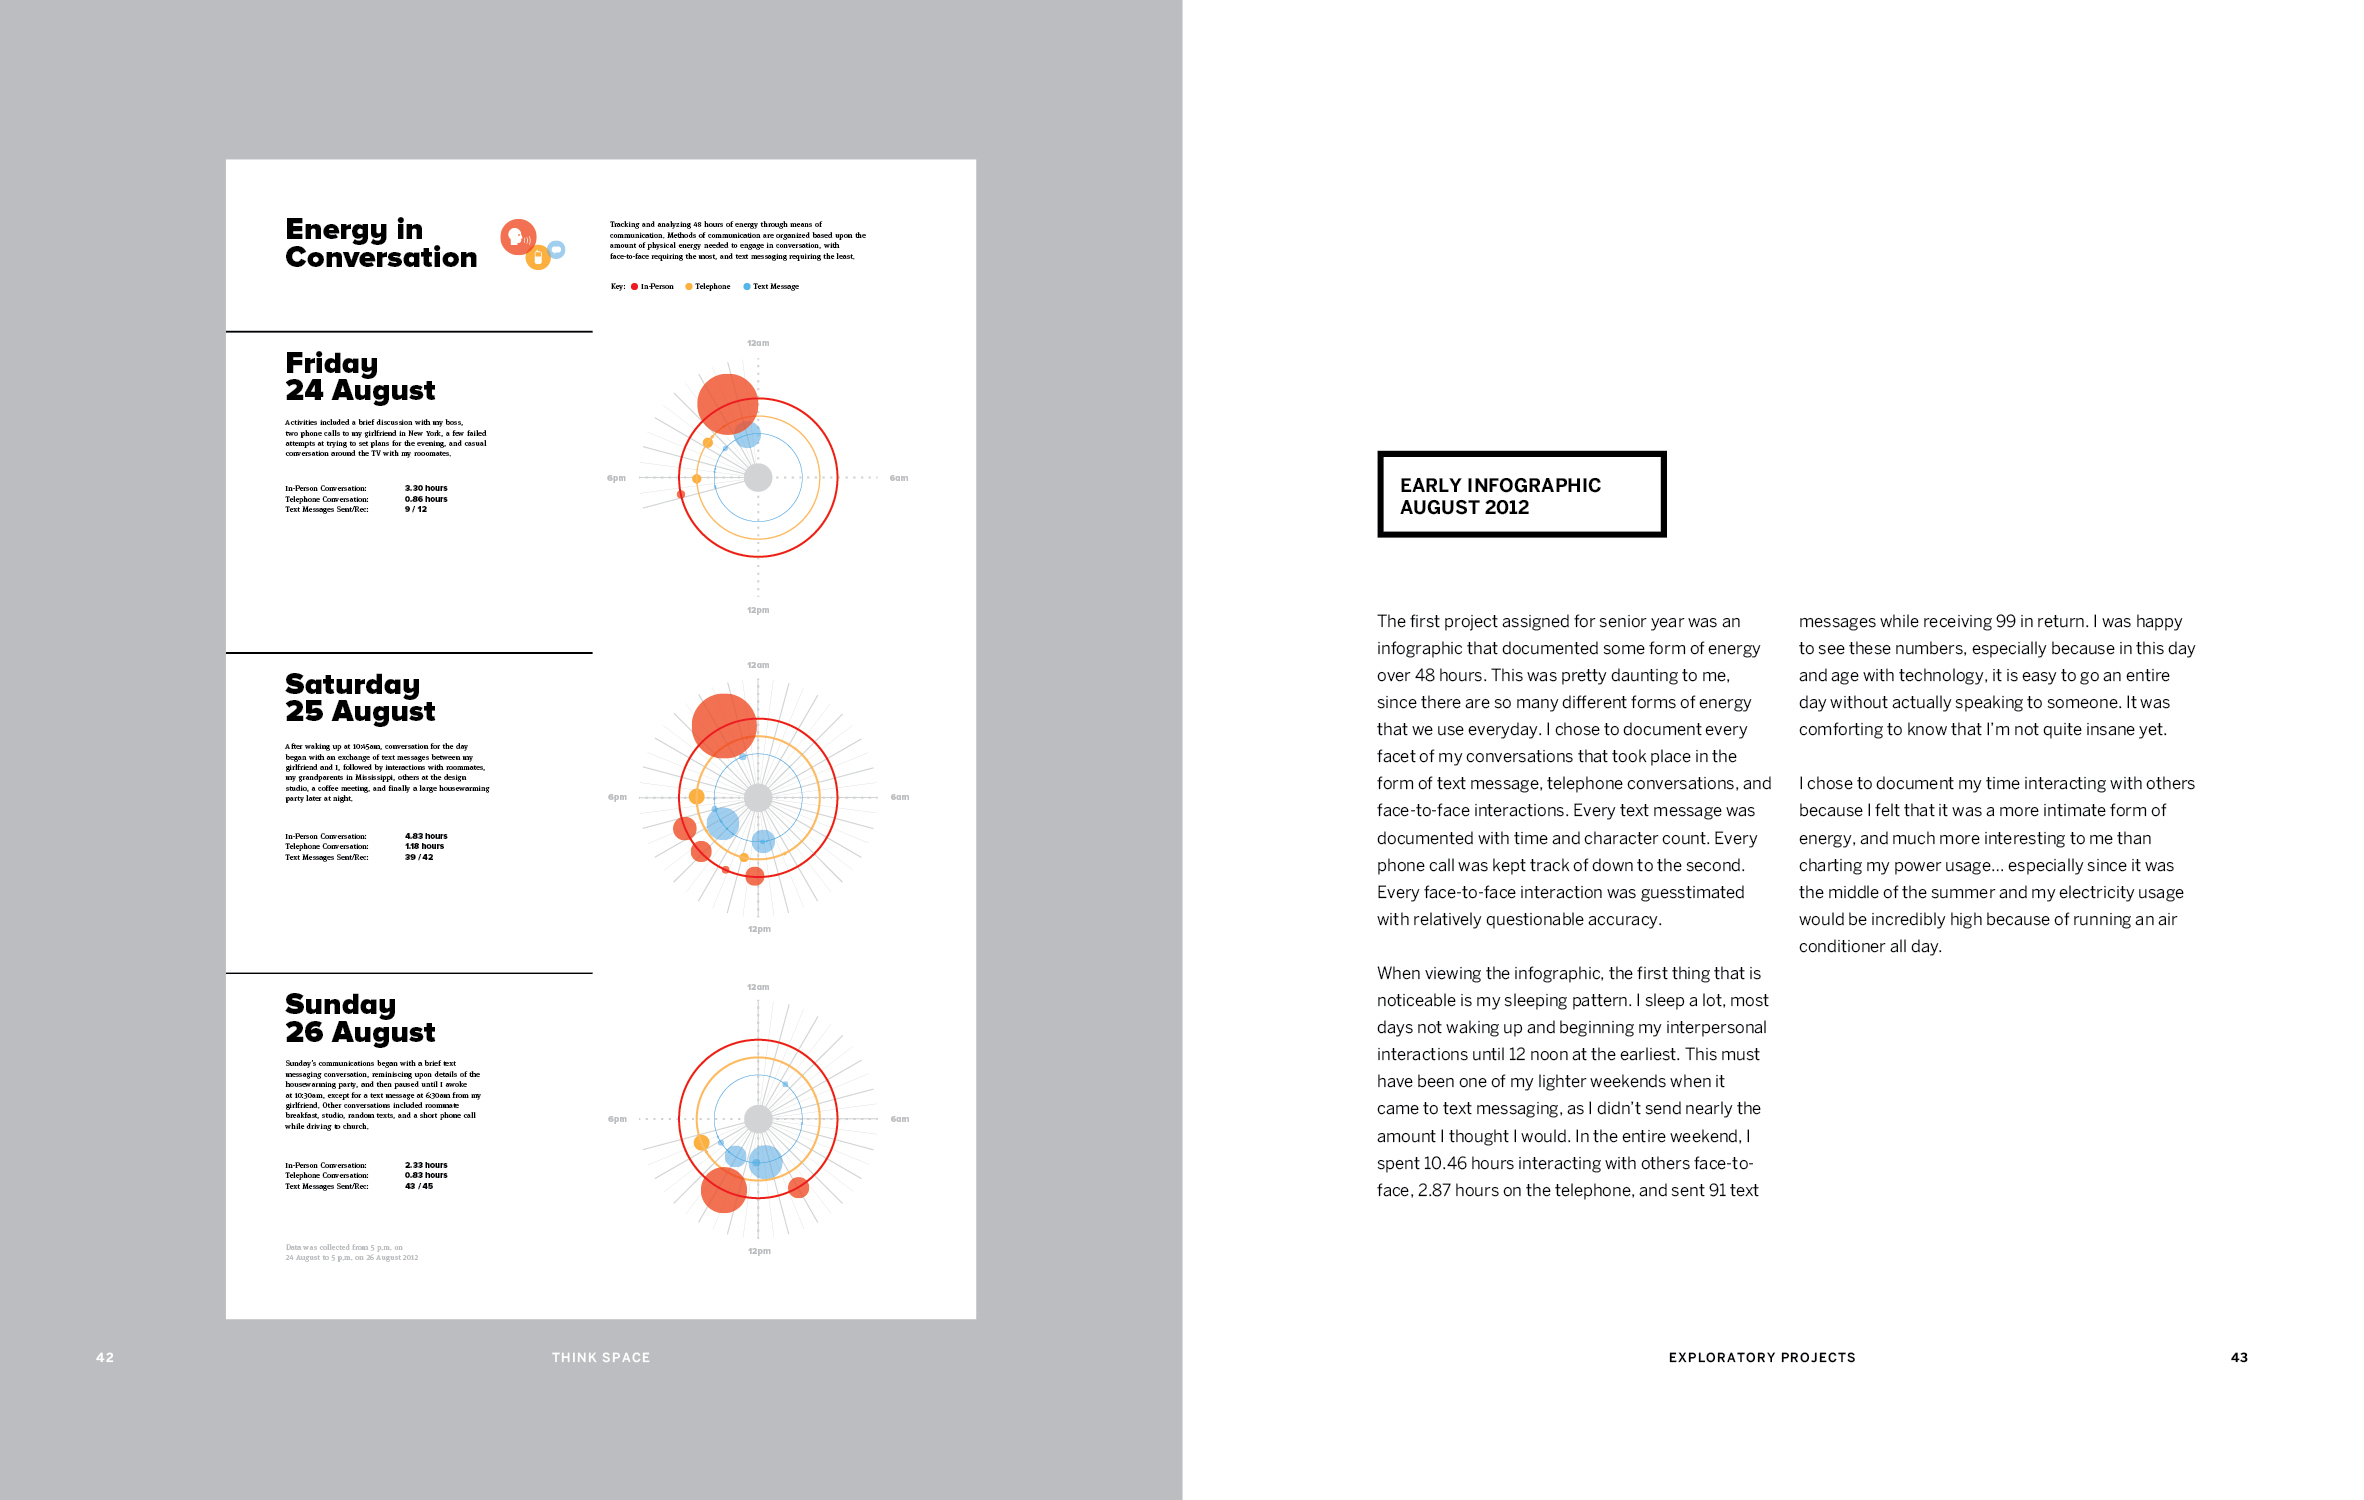 Energy in
Conversation
Tracking and analyzing 48 hours of energy through means of
communication. Methods of communication are organized based upon the
amount of physical energy needed to engage in conversation, with
face-to-face requiring the most, and text messaging requiring the least.
Key: In-Person Telephone Text Message
Friday
24 August
Activities included a brief discussion with my boss,
two phone calls to my girlfriend in New York, a few failed
attempts at trying to set plans for the evening, and casual
conversation around the TV with my rooomates.
In-Person Conversation: 3.30 hours
Telephone Conversation: 0.86 hours
Text Messages Sent/Rec: 9 / 12
12am
6pm
6am
12pm
Saturday
25 August
After waking up at 10:45am, conversation for the day
began with an exchange of text messages between my
girlfriend and I, followed by interactions with roommates,
my grandparents in Mississippi, others at the design
studio, a coffee meeting, and finally a large housewarming
party later at night.
In-Person Conversation: 4.83 hours
Telephone Conversation: 1.18 hours
Text Messages Sent/Rec: 39 / 42
12am
6pm
6am
12pm
Sunday
26 August
Sunday's communications began with a brief text
messaging conversation, reminiscing upon details of the
housewarming party, and then paused until I awoke
at 10:30am, except for a text message at 6:30am from my
girlfriend. Other conversations included roommate
breakfast, studio, random texts, and a short phone call
while driving to church.
In-Person Conversation: 2.33 hours
Telephone Conversation: 0.83 hours
Text Messages Sent/Rec: 43 / 45
12am
6pm
6am
12pm
Data was collected from 5 p.m. on
24 August to 5 p.m. on 26 August 2012
42
THINK SPACE
EARLY INFOGRAPHIC
AUGUST 2012
The first project assigned for senior year was an
infographic that documented some form of energy
over 48 hours. This was pretty daunting to me,
since there are so many different forms of energy
that we use everyday. I chose to document every
facet of my conversations that took place in the
form of text message, telephone conversations, and
face-to-face interactions. Every text message was
documented with time and character count. Every
phone call was kept track of down to the second.
Every face-to-face interaction was guesstimated
with relatively questionable accuracy.
When viewing the infographic, the first thing that is
noticeable is my sleeping pattern. I sleep a lot, most
days not waking up and beginning my interpersonal
interactions until 12 noon at the earliest. This must
have been one of my lighter weekends when it
came to text messaging, as I didn't send nearly the
amount I thought I would. In the entire weekend, I
spent 10.46 hours interacting with others face-to-
face, 2.87 hours on the telephone, and sent 91 text
messages while receiving 99 in return. I was happy
to see these numbers, especially because in this day
and age with technology, it is easy to go an entire
day without actually speaking to someone. It was
comforting to know that I'm not quite insane yet.
I chose to document my time interacting with others
because I felt that it was a more intimate form of
energy, and much more interesting to me than
charting my power usage... especially since it was
the middle of the summer and my electricity usage
would be incredibly high because of running an air
conditioner all day.
EXPLORATORY PROJECTS
43